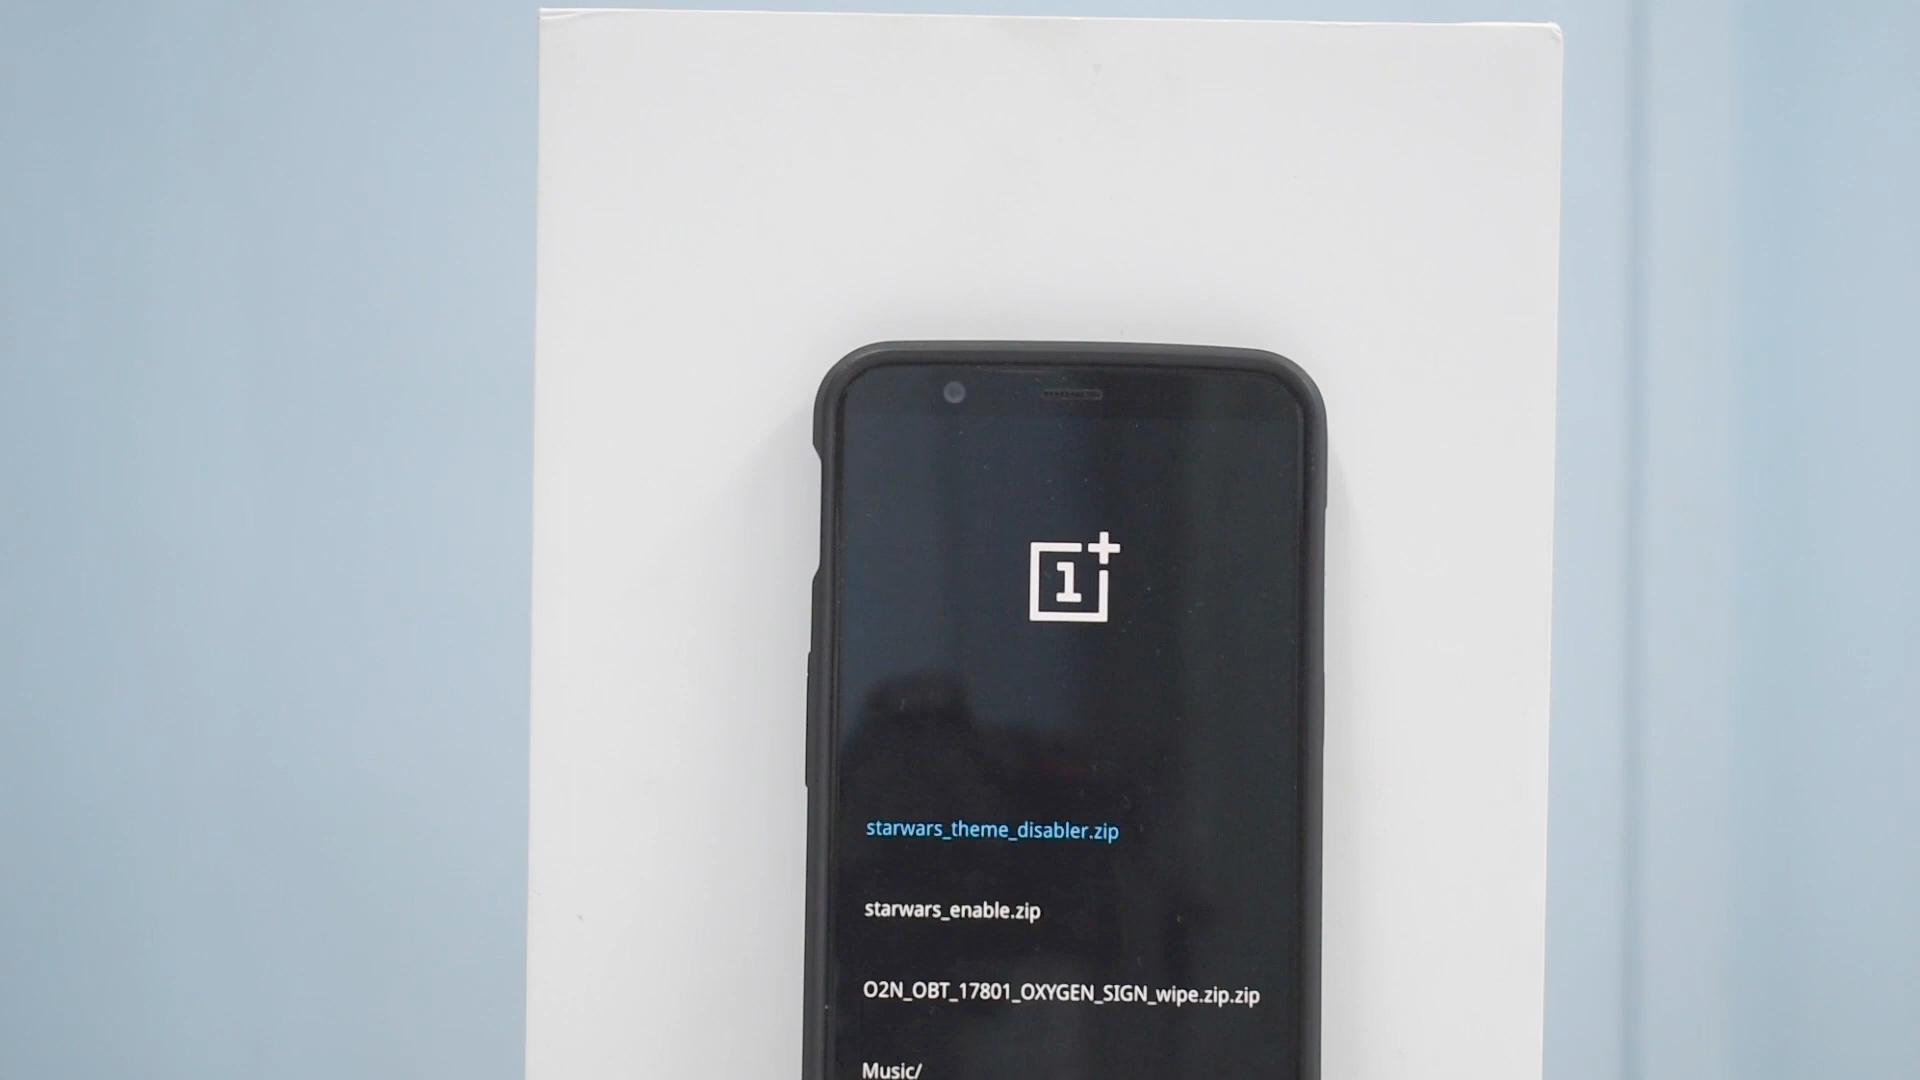 1+
starwars_theme_disabler.zip
starwars_enable.zip
O2N_OBT_17801_OXYGEN_SIGN_wipe.zip.zip
Music/